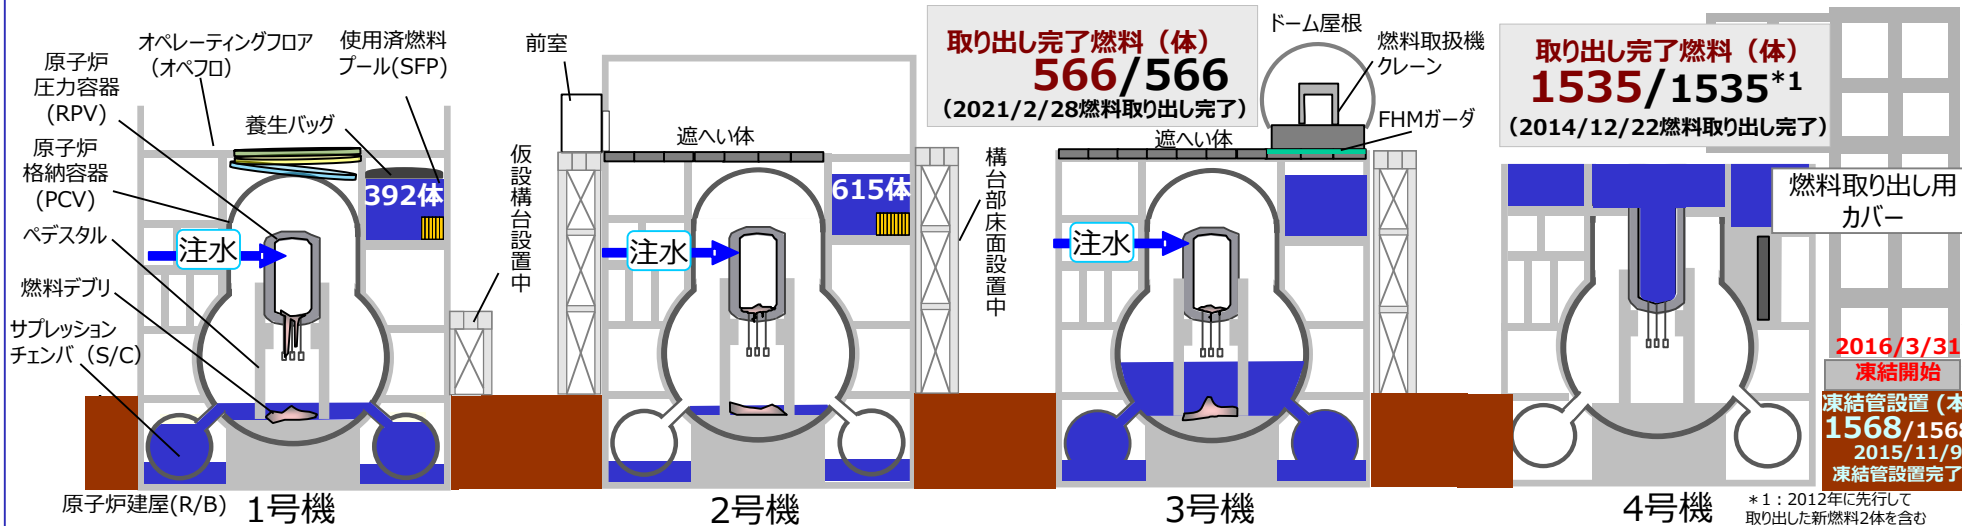 原子炉
圧力容器
(RPV)
オペレーティングフロア
(オペフロ)
使用済燃料
プール(SFP)
養生バッグ
原子炉
格納容器
(PCV)
392体
ペデスタル
注水
燃料デブリ
サプレッション
チェンバ (S/C)
原子炉建屋(R/B)
1号機
仮設構台設置中
前室
遮へい体
615体
注水
2号機
構台部床面設置中
取り出し完了燃料（体）
566/566
(2021/2/28燃料取り出し完了)
ドーム屋根
燃料取扱機
クレーン
FHMガーダ
遮へい体
注水
3号機
取り出し完了燃料（体）
1535/1535*1
(2014/12/22燃料取り出し完了)
燃料取り出し用
カバー
2016/3/31
凍結開始
凍結管設置 (本
1568/1568
2015/11/9
凍結管設置完了
4号機
*1：2012年に先行して
取り出した新燃料2体を含む